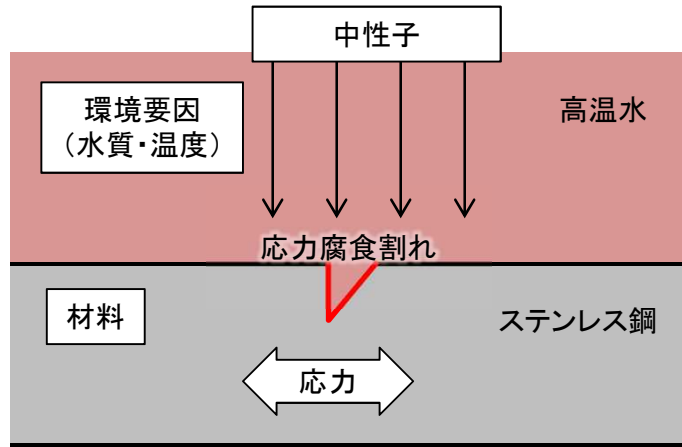 中性子
環境要因
（水質・温度）
高温水
応力腐食割れ
材料
ステンレス鋼
応力